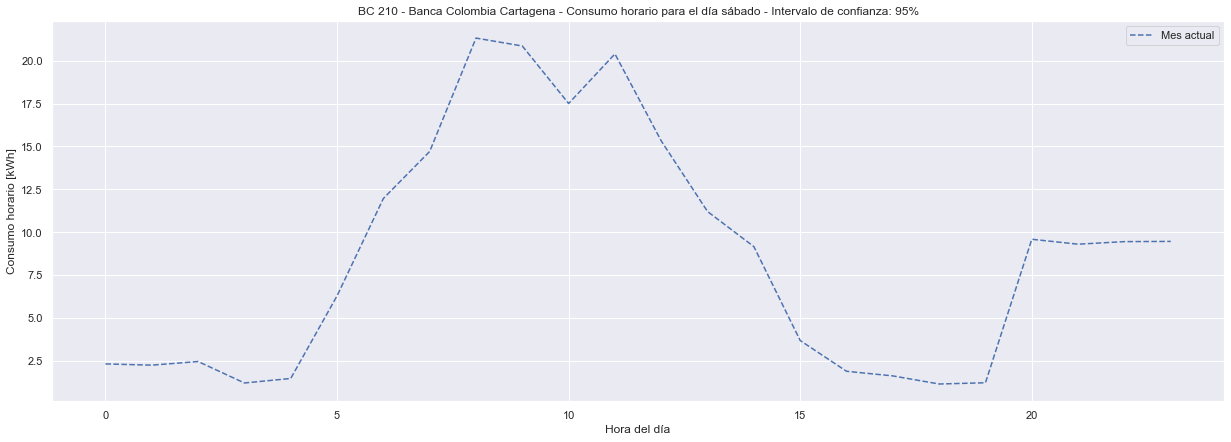 BC 210 - Banca Colombia Cartagena - Consumo horario para el día sábado - Intervalo de confianza: 95%
Mes actual
Consumo horario [kWh]
20.0
17.5
15.0
12.5
10.0
7.5
5.0
2.5
0 5 10 15 20
Hora del día